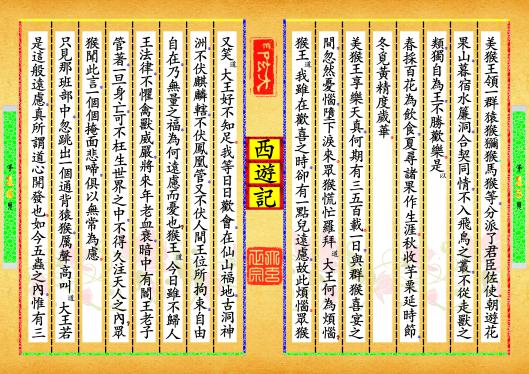 美猴王領一群猿猴獼猴馬猴等分派了君臣佐使朝遊花
果山暮宿水簾洞合契同情不入飛鳥之叢不從走獸之
類獨自為王不勝歡樂是以
春採百花為飲食夏尋諸果作生涯秋收芋栗延時節
冬覓黃精度歲華
美猴王享樂天真何期有三五百載一日與群猴喜宴之
間忽然憂惱墮下淚來眾猴慌忙羅拜道大王何為煩惱
猴王道我雖在歡喜之時卻有一點兒遠慮故此煩惱眾猴
西遊記
又笑道大王好不知足我等日日歡會在仙山福地古洞神
洲不伏麒麟轄不伏鳳凰管又不伏人間王位所拘束自由
自在乃無量之福為何遠慮而憂也猴王道今日雖不歸人
王法律不懼禽獸威嚴將來年老血衰暗中有閻王老子
管著一旦身亡可不枉生世界之中不得久注天人之內眾
猴聞此言一個個掩面悲啼俱以無常為慮
只見那班部中忽跳出一個通背猿猴厲聲高叫道大王若
是這般遠慮真所謂道心開發也如今五蟲之內惟有三